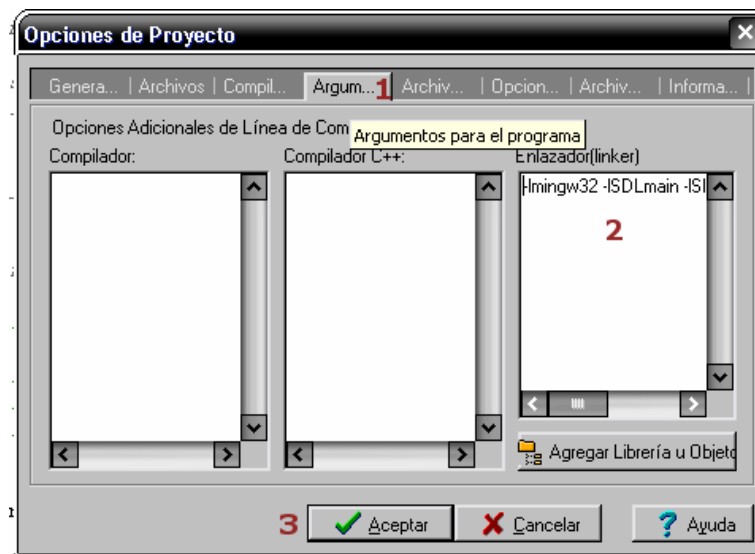 Opciones de Proyecto
Genera... | Archivos | Compil... Argum... 1 Archiv... | Opcion... | Archiv... | Informa... |
Opciones Adicionales de Línea de Com
Argumentos para el programa
Compilador: Compilador C++: Enlazador(linker)
-lmingw32 -lSDLmain -lSI
2
Agregar Librería u Objeto
3 Aceptar Cancelar ? Ayuda